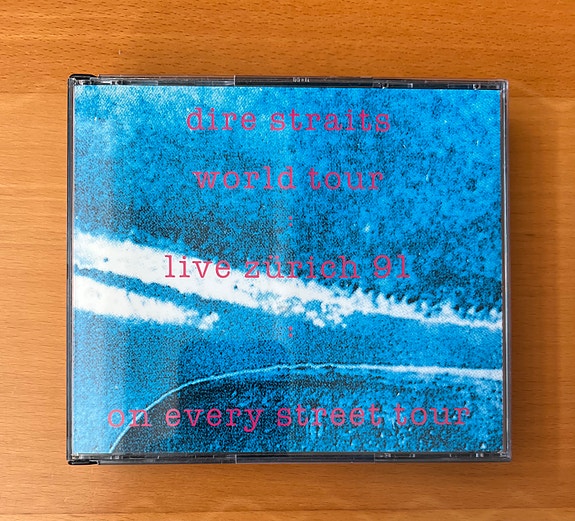 dire straits
world tour
:
live zürich 91
:
on every street tour